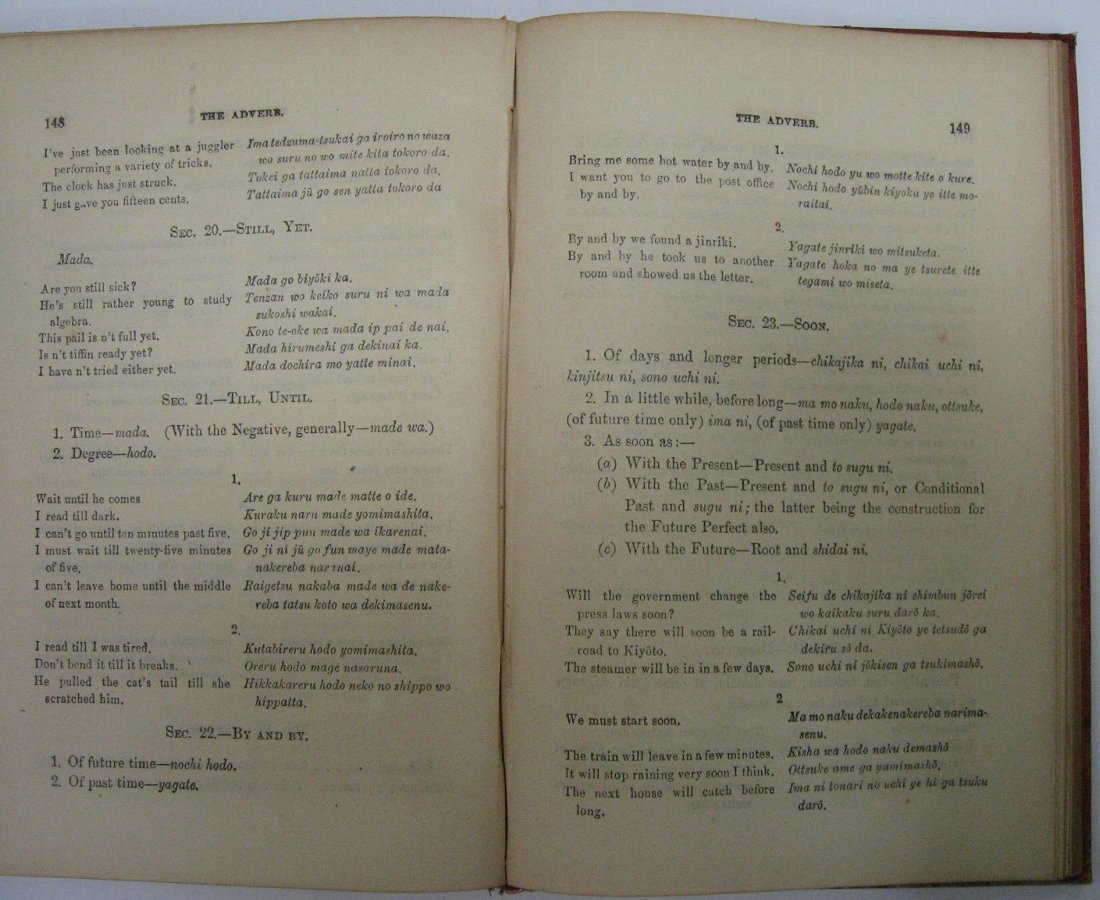 148
THE ADVERB.
I've just been looking at a juggler
performing a variety of tricks.
The clock has just struck.
I just gave you fifteen cents.
Ima tedzuma-tsukai ga iroiro no waza
wo suru no wo mite kita tokoro da.
Tokei ga tattaima natta tokoro da.
Tattaima jū go sen yatta tokoro da
SEC. 20.—STILL, YET.
Mada.
Are you still sick?
He's still rather young to study
algebra.
This pail is n't full yet.
Is n't tiffin ready yet?
I have n't tried either yet.
Mada go biyōki ka.
Tenzan wo keiko suru ni wa mada
sukoshi wakai.
Kono te-oke wa mada ip pai de nai.
Mada hirumeshi ga dekinai ka.
Mada dochira mo yatte minai.
SEC. 21.—TILL, UNTIL.
1. Time—mada. (With the Negative, generally—made wa.)
2. Degree—hodo.
1.
Wait until he comes
I read till dark.
I can't go until ten minutes past five.
I must wait till twenty-five minutes
of five.
I can't leave home until the middle
of next month.
Are ga kuru made matte o ide.
Kuraku naru made yomimashita.
Go ji jip pun made wa ikarenai.
Go ji ni jū go fun maye made mata-
nakereba narinai.
Raigetsu nakaba made wa de nake-
reba tatsu koto wa dekimasenu.
2.
I read till I was tired.
Don't bend it till it breaks.
He pulled the cat's tail till she
scratched him.
Kutabireru hodo yomimashita.
Oreru hodo mage nasaruna.
Hikkakareru hodo neko no shippo wo
hippatta.
SEC. 22.—BY AND BY.
1. Of future time—nochi hodo.
2. Of past time—yagate.
THE ADVERB.
149
1.
Bring me some hot water by and by.
I want you to go to the post office
by and by.
Nochi hodo yu wo motte kite o kure.
Nochi hodo yūbin kiyoku ye itte mo-
raitai.
2.
By and by we found a jinriki.
By and by he took us to another
room and showed us the letter.
Yagate jinriki wo mitsuketa.
Yagate hoka no ma ye tsurete itte
tegami wo miseta.
SEC. 23.—SOON.
1. Of days and longer periods—chikajika ni, chikai uchi ni,
kinjitsu ni, sono uchi ni.
2. In a little while, before long—ma mo naku, hodo naku, ottsuke,
(of future time only) ima ni, (of past time only) yagate.
3. As soon as:—
(a) With the Present—Present and to sugu ni.
(b) With the Past—Present and to sugu ni, or Conditional
Past and sugu ni; the latter being the construction for
the Future Perfect also.
(c) With the Future—Root and shidai ni.
1.
Will the government change the
press laws soon?
They say there will soon be a rail-
road to Kiyōto.
The steamer will be in in a few days.
Seifu de chikajika ni shimbun jōrei
wo kaikaku suru darō ka.
Chikai uchi ni Kiyōto ye tetsudō ga
dekiru sō da.
Sono uchi ni jōkisen ga tsukimashō.
2
We must start soon.
The train will leave in a few minutes.
It will stop raining very soon I think.
The next house will catch before
long.
Ma mo naku dekakenakereba narima-
senu.
Kisha wa hodo naku demashō
Ottsuke ame ga yamimashō.
Ima ni tonari no uchi ye hi ga tsuku
darō.